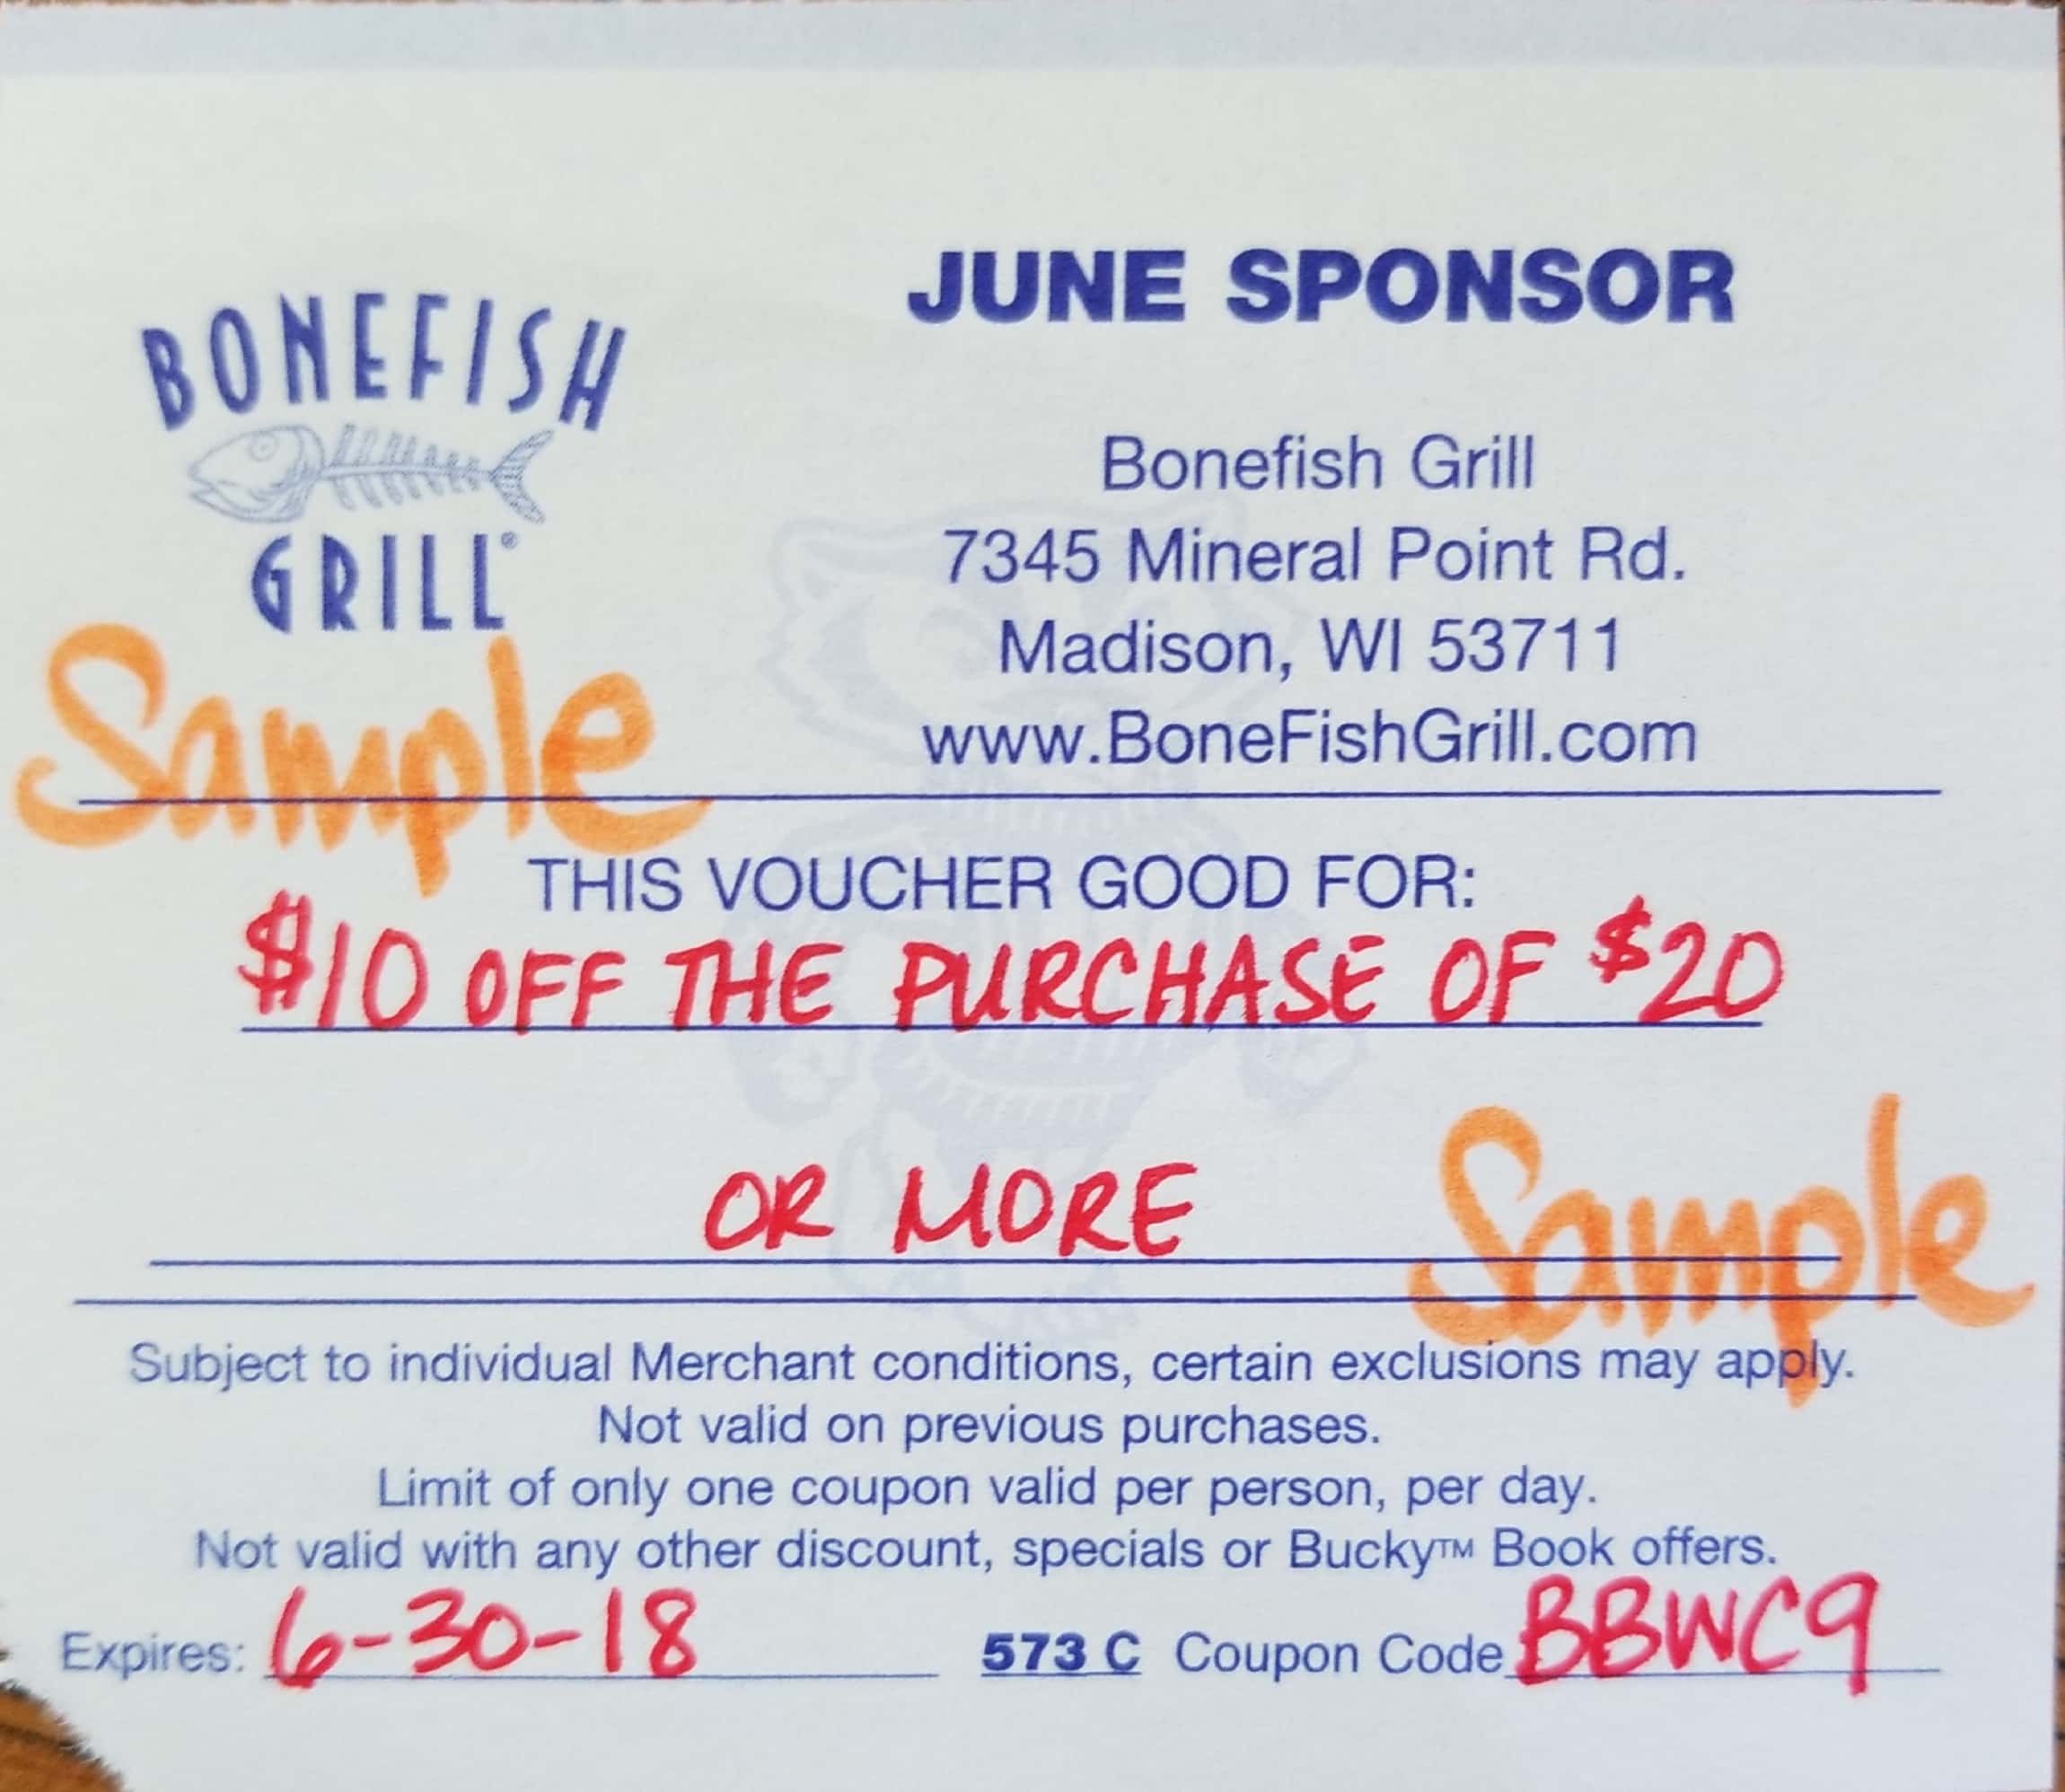 JUNE SPONSOR
BONEFISH
GRILL®
Bonefish Grill
7345 Mineral Point Rd.
Madison, WI 53711
www.BoneFishGrill.com
Sample
THIS VOUCHER GOOD FOR:
$10 OFF THE PURCHASE OF $20
OR MORE
Sample
Subject to individual Merchant conditions, certain exclusions may apply.
Not valid on previous purchases.
Limit of only one coupon valid per person, per day.
Not valid with any other discount, specials or Bucky™ Book offers.
Expires: 6-30-18 573 C Coupon Code BBWC9